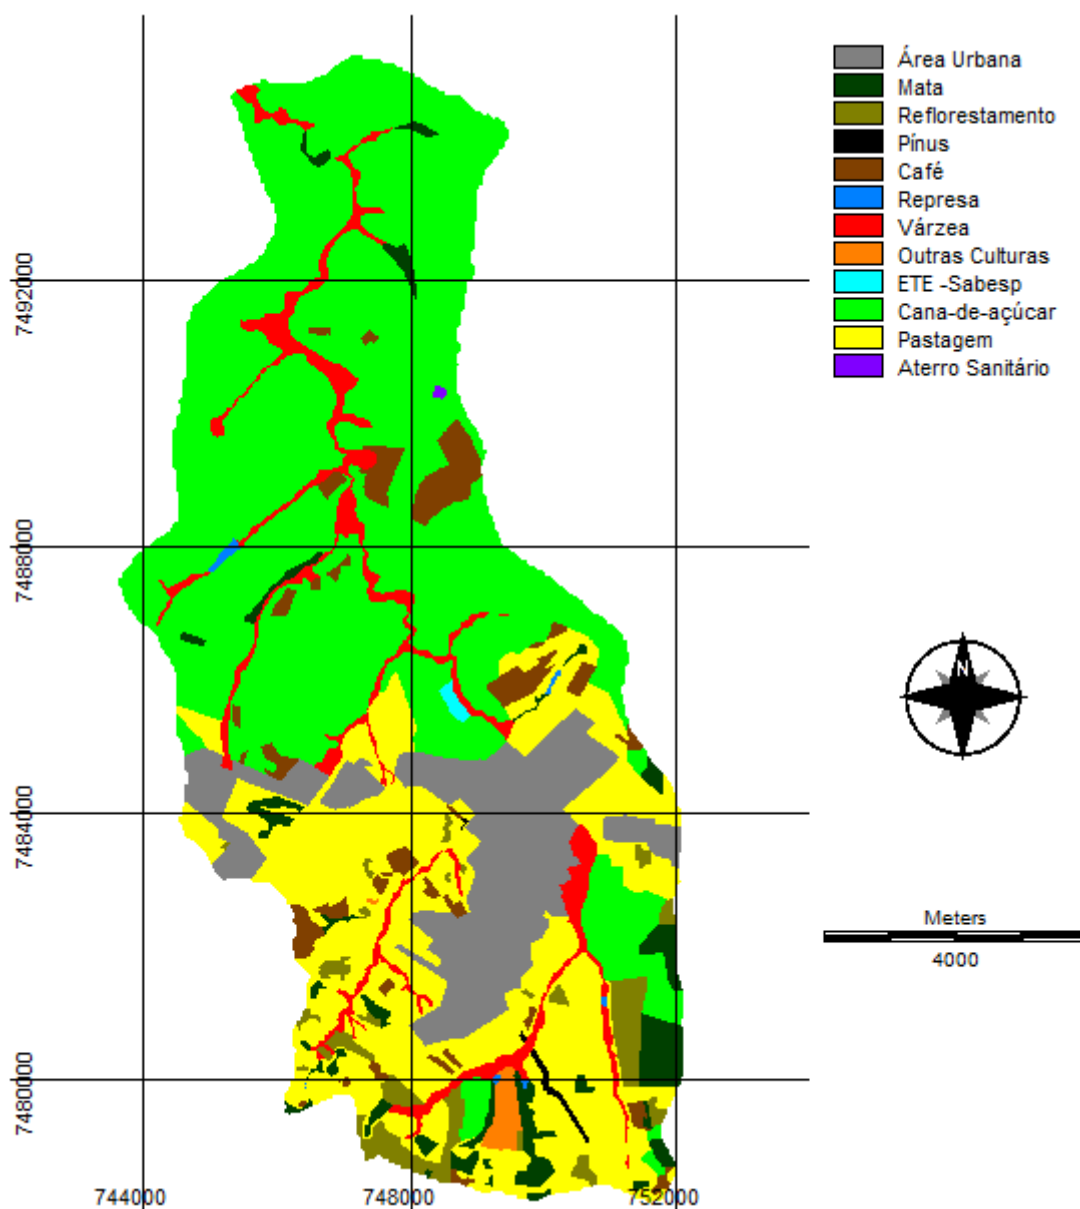 Área Urbana
Mata
Reflorestamento
Pínus
Café
Represa
Várzea
Outras Culturas
ETE -Sabesp
Cana-de-açúcar
Pastagem
Aterro Sanitário
7492000
7488000
N
7484000
Meters
4000
7480000
744000 748000 752000